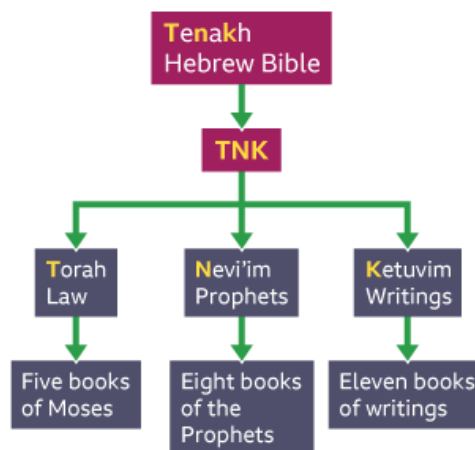 Tenakh
Hebrew Bible
TNK
Torah
Law
Nevi'im
Prophets
Ketuvim
Writings
Five books
of Moses
Eight books
of the
Prophets
Eleven books
of writings